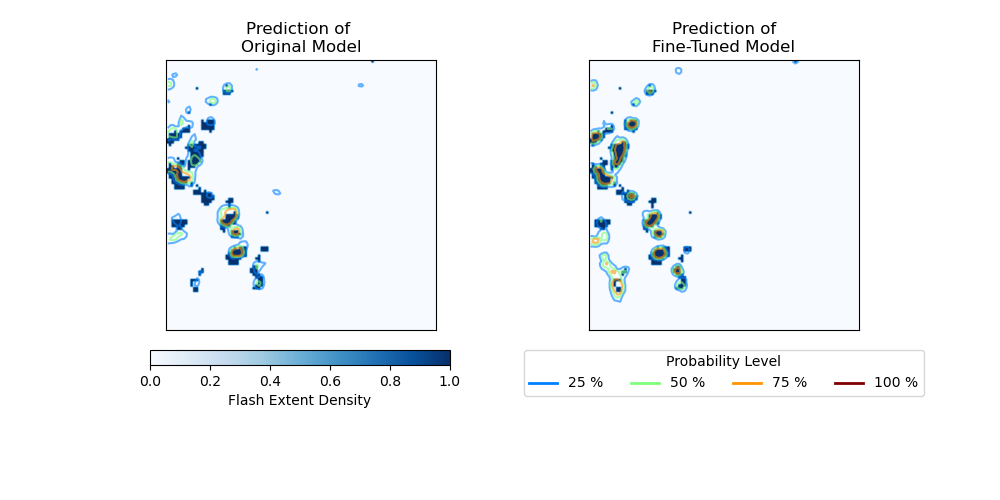 Prediction of
Original Model
Prediction of
Fine-Tuned Model
0.0 0.2 0.4 0.6 0.8 1.0
Flash Extent Density
Probability Level
25 % 50 % 75 % 100 %